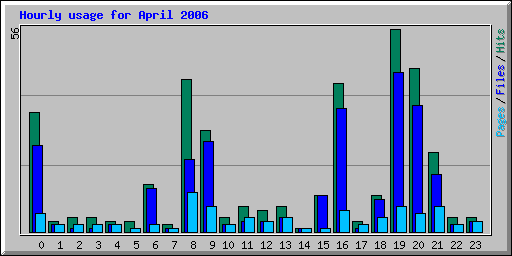 Hourly usage for April 2006
56
Pages/Files/Hits
0 1 2 3 4 5 6 7 8 9 10 11 12 13 14 15 16 17 18 19 20 21 22 23